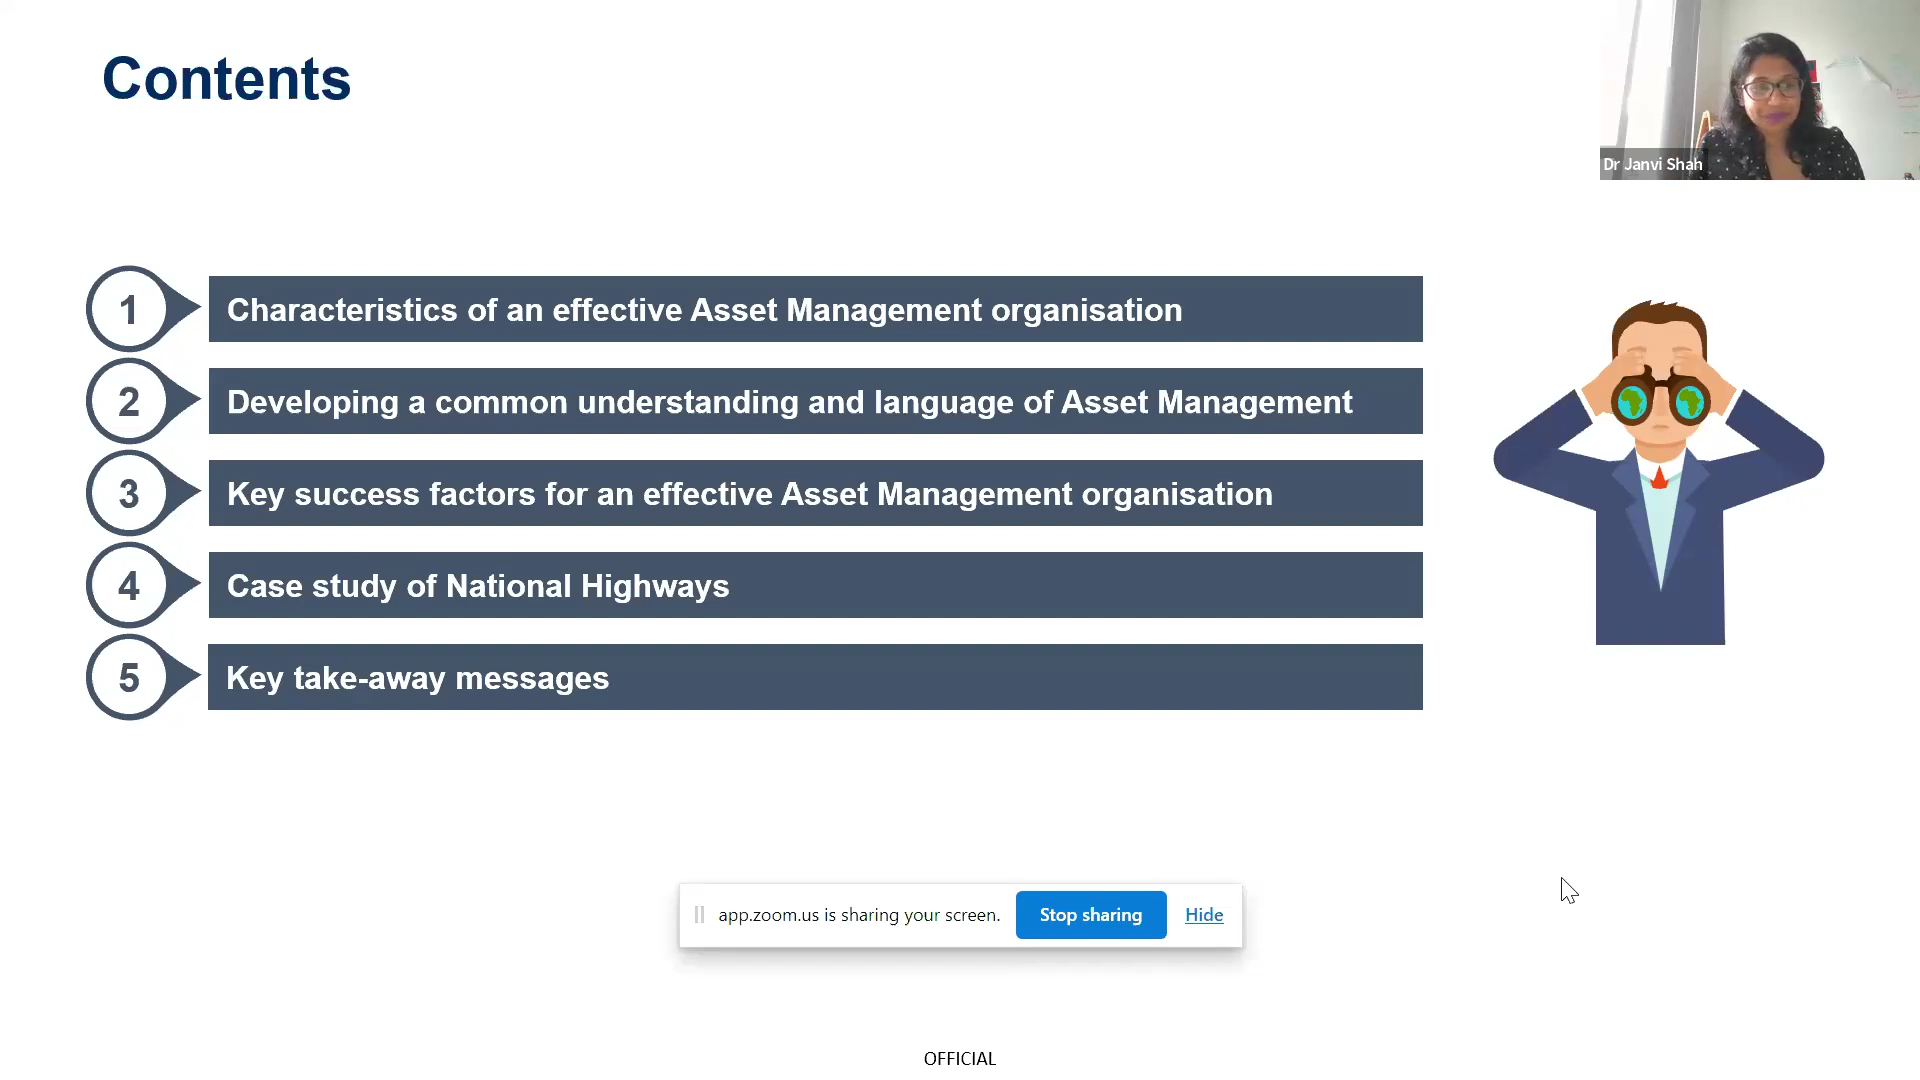 Contents
Dr Janvi Shah
1
Characteristics of an effective Asset Management organisation
2
Developing a common understanding and language of Asset Management
3
Key success factors for an effective Asset Management organisation
4
Case study of National Highways
5
Key take-away messages
app.zoom.us is sharing your screen.
Stop sharing
Hide
OFFICIAL